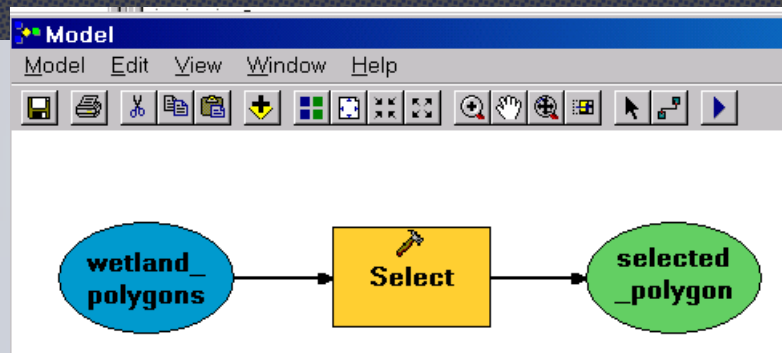 Model
Model Edit View Window Help
wetland_
polygons
Select
selected
_polygon